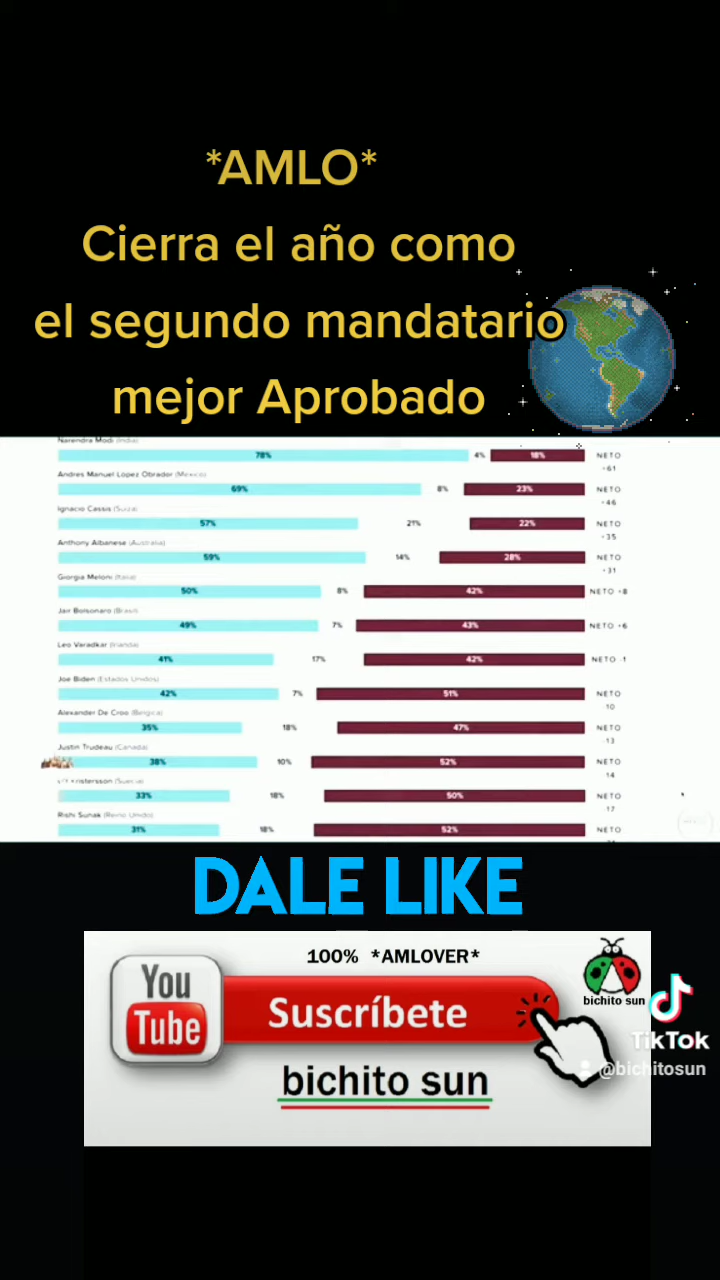 *AMLO*
Cierra el año como
el segundo mandatario
mejor Aprobado
Narendra Modi (India)
78% 4% 18% NETO
+61
Andres Manuel Lopez Obrador (Mexico)
69% 8% 23% NETO
+46
Ignacio Cassis (Suiza)
57% 21% 22% NETO
+35
Anthony Albanese (Australia)
59% 14% 28% NETO
+31
Giorgia Meloni (Italia)
50% 8% 42% NETO +8
Jair Bolsonaro (Brasil)
49% 7% 43% NETO +6
Leo Varadkar (Irlanda)
41% 17% 42% NETO -1
Joe Biden (Estados Unidos)
42% 7% 51% NETO
10
Alexander De Croo (Belgica)
35% 18% 47% NETO
13
Justin Trudeau (Canada)
38% 10% 52% NETO
14
Kristersson (Suecia)
33% 18% 50% NETO
17
Rishi Sunak (Reino Unido)
31% 18% 52% NETO
DALE LIKE
100% *AMLOVER*
You
Tube
Suscríbete
bichito sun
bichito sun
TikTok
@bichitosun